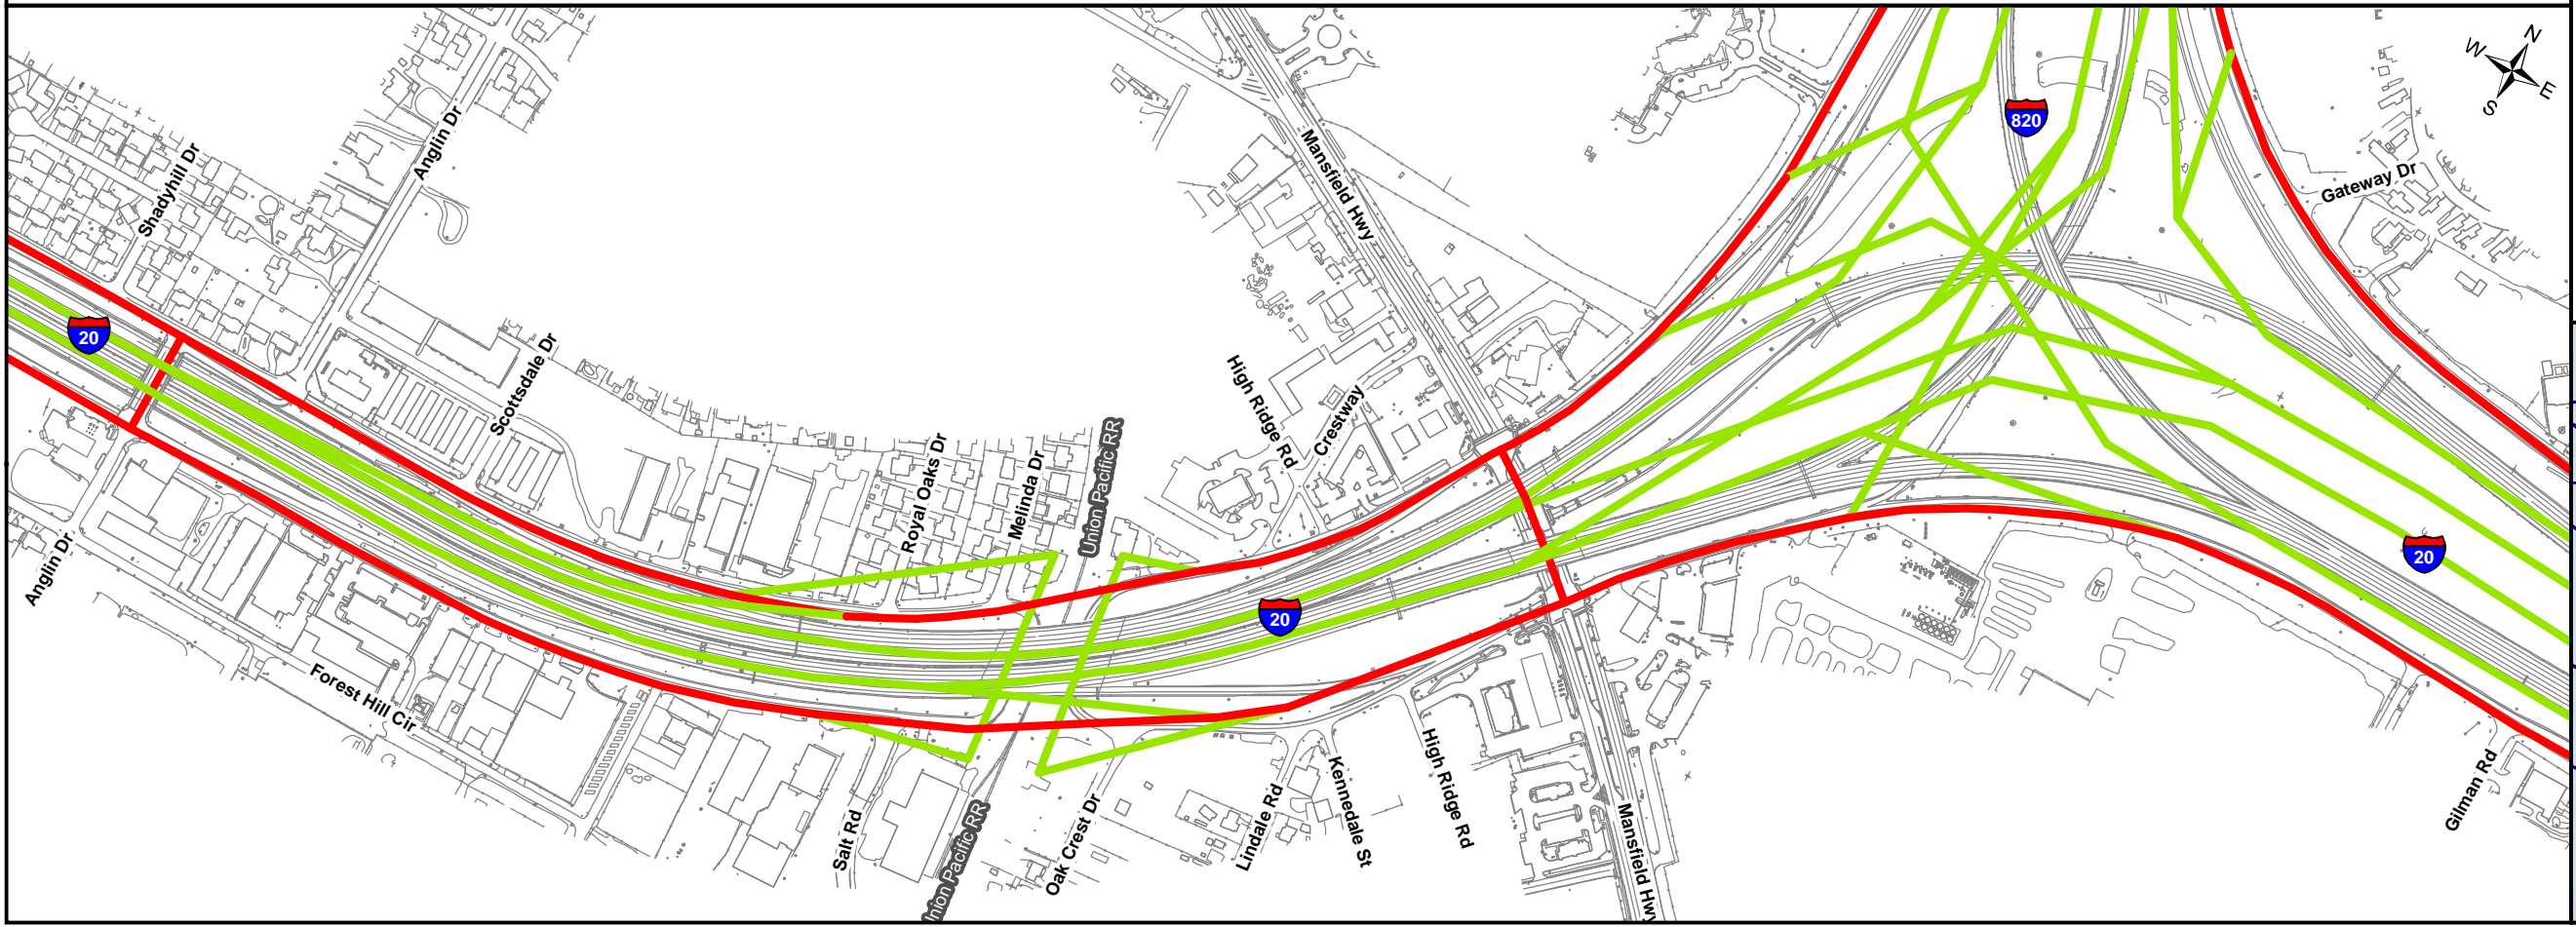 N
W
E
S
820
Anglin Dr
Shadyhill Dr
Mansfield Hwy
Gateway Dr
20
Scottsdale Dr
High Ridge Rd
Crestway
Royal Oaks Dr
Melinda Dr
Union Pacific RR
Anglin Dr
20
20
Forest Hill Cir
Salt Rd
Union Pacific RR
Oak Crest Dr
Lindale Rd
Kennedale St
High Ridge Rd
Mansfield Hwy
Gilman Rd